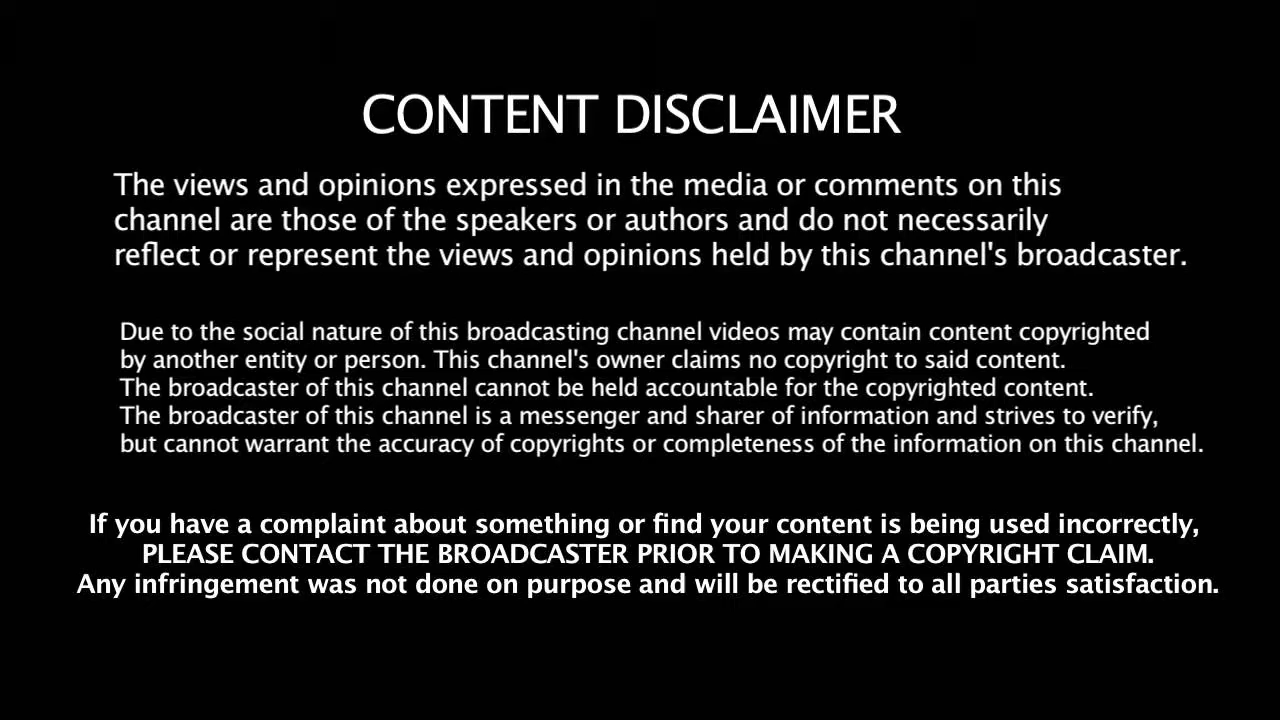 CONTENT DISCLAIMER
The views and opinions expressed in the media or comments on this
channel are those of the speakers or authors and do not necessarily
reflect or represent the views and opinions held by this channel's broadcaster.
Due to the social nature of this broadcasting channel videos may contain content copyrighted
by another entity or person. This channel's owner claims no copyright to said content.
The broadcaster of this channel cannot be held accountable for the copyrighted content.
The broadcaster of this channel is a messenger and sharer of information and strives to verify,
but cannot warrant the accuracy of copyrights or completeness of the information on this channel.
If you have a complaint about something or find your content is being used incorrectly,
PLEASE CONTACT THE BROADCASTER PRIOR TO MAKING A COPYRIGHT CLAIM.
Any infringement was not done on purpose and will be rectified to all parties satisfaction.